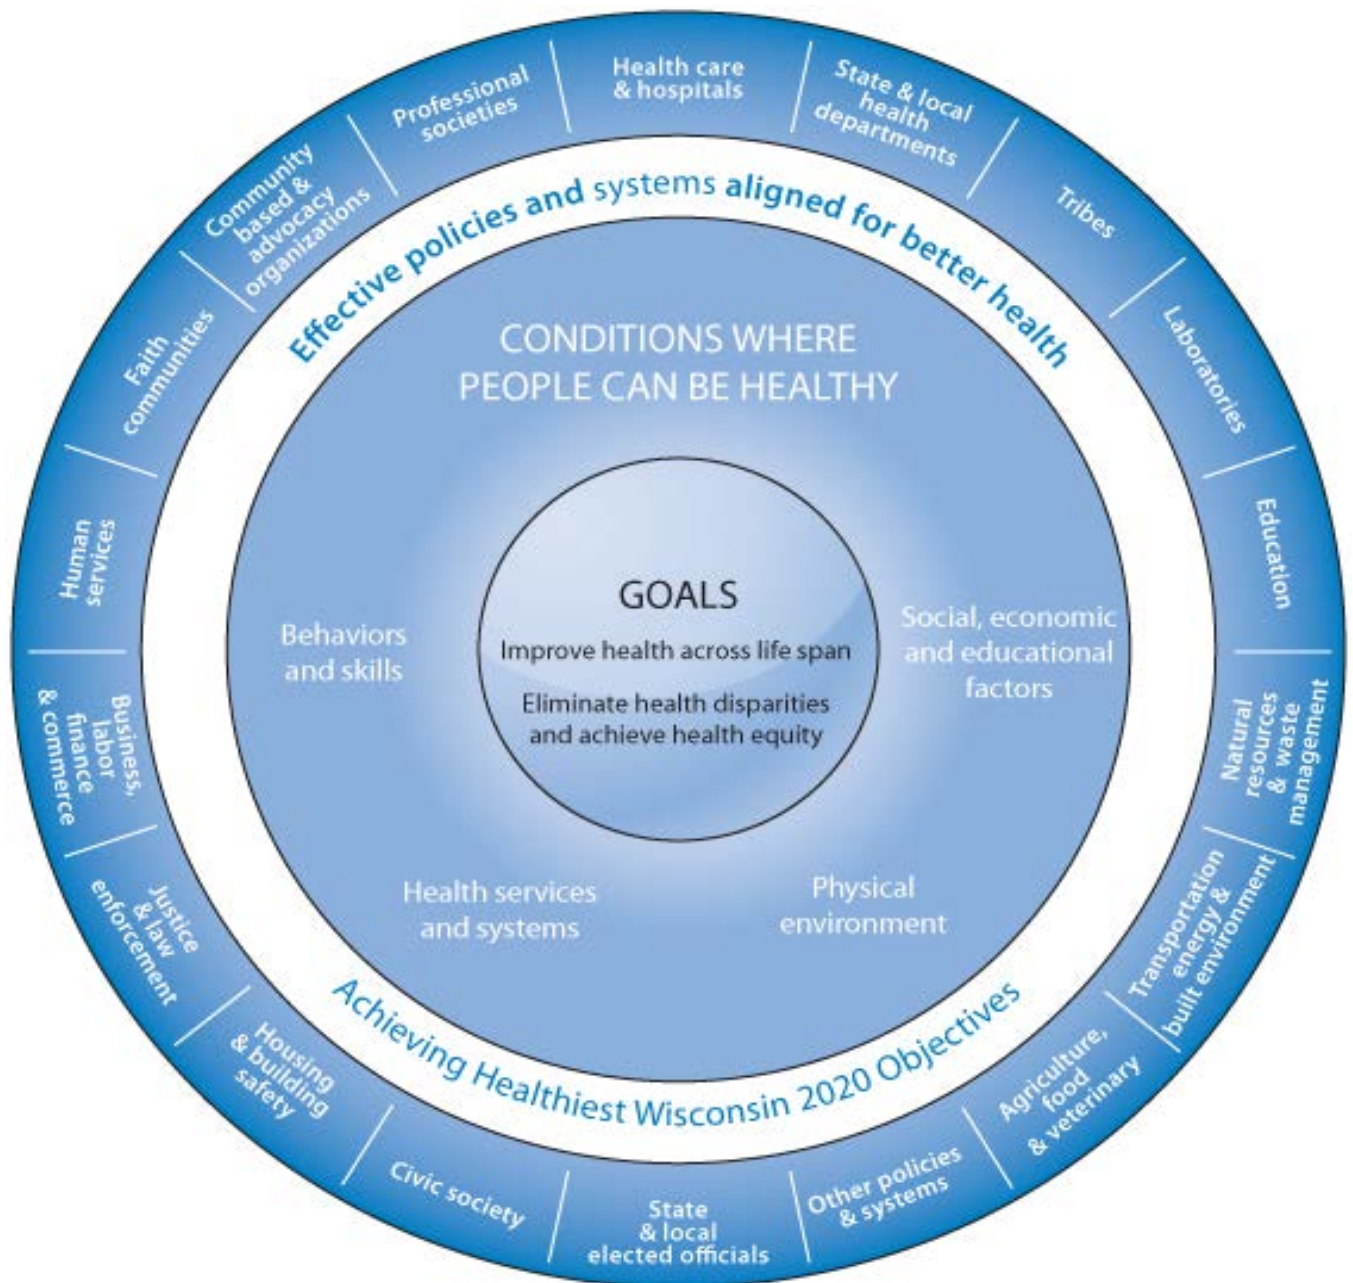 Health care
& hospitals
State & local
health
departments
Tribes
Laboratories
Education
Natural
resources
& waste
management
Transportation
energy &
built environment
Agriculture,
food
& veterinary
Other policies
& systems
State
& local
elected officials
Civic society
Housing
& building
safety
Justice
& law
enforcement
Business,
labor
finance
& commerce
Human
services
Faith
communities
Community
based &
advocacy
organizations
Professional
societies
Effective policies and systems aligned for better health
CONDITIONS WHERE
PEOPLE CAN BE HEALTHY
GOALS
Improve health across life span
Eliminate health disparities
and achieve health equity
Behaviors
and skills
Social, economic
and educational
factors
Health services
and systems
Physical
environment
Achieving Healthiest Wisconsin 2020 Objectives